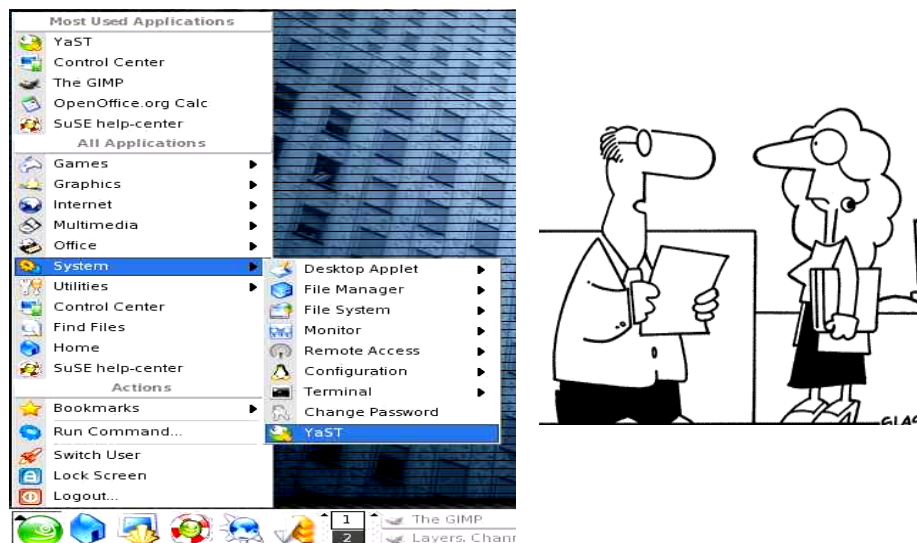 Most Used Applications
YaST
Control Center
The GIMP
OpenOffice.org Calc
SuSE help-center
All Applications
Games
Graphics
Internet
Multimedia
Office
System
Utilities
Control Center
Find Files
Home
SuSE help-center
Actions
Bookmarks
Run Command...
Switch User
Lock Screen
Logout...
Desktop Applet
File Manager
File System
Monitor
Remote Access
Configuration
Terminal
Change Password
YaST
1
2
The GIMP
Layers, Chann
GLAS